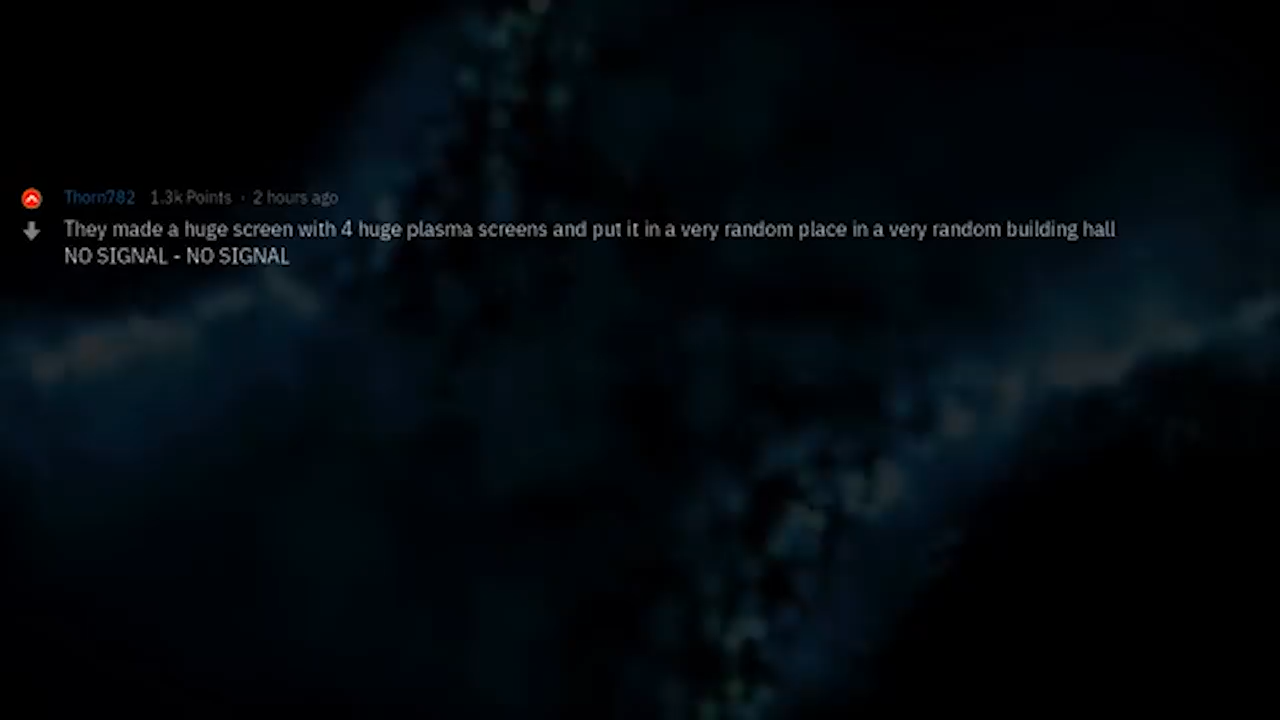 Thorn782 1.3k Points · 2 hours ago
They made a huge screen with 4 huge plasma screens and put it in a very random place in a very random building hall
NO SIGNAL - NO SIGNAL